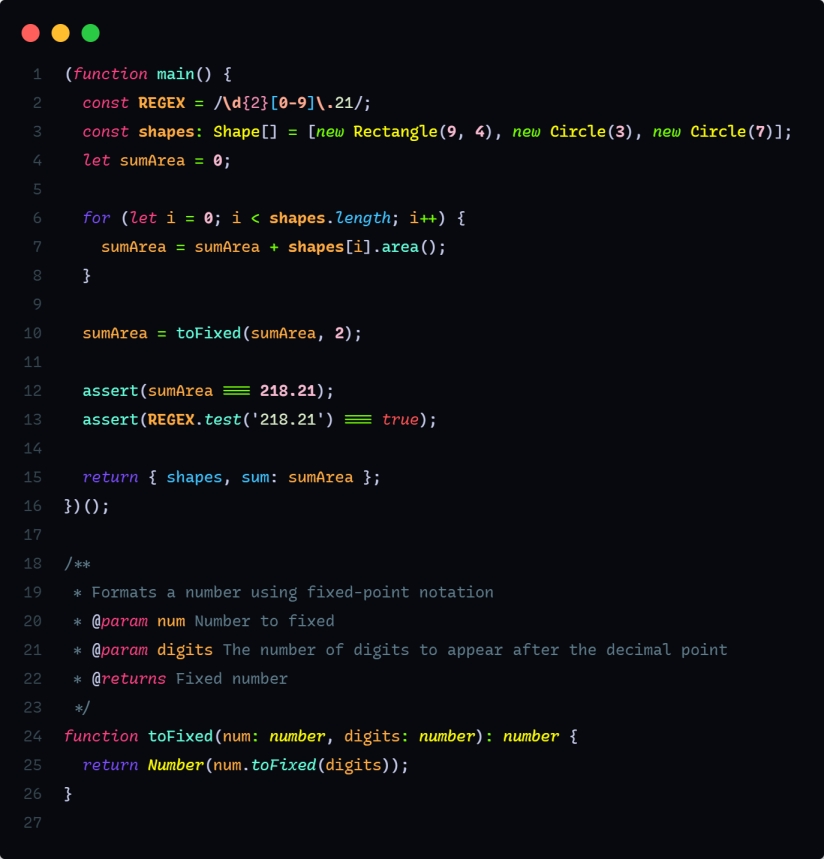 1 (function main() {
2 const REGEX = /\d{2}[0-9]\.21/;
3 const shapes: Shape[] = [new Rectangle(9, 4), new Circle(3), new Circle(7)];
4 let sumArea = 0;
5
6 for (let i = 0; i < shapes.length; i++) {
7 sumArea = sumArea + shapes[i].area();
8 }
9
10 sumArea = toFixed(sumArea, 2);
11
12 assert(sumArea === 218.21);
13 assert(REGEX.test('218.21') === true);
14
15 return { shapes, sum: sumArea };
16 })();
17
18 /**
19 * Formats a number using fixed-point notation
20 * @param num Number to fixed
21 * @param digits The number of digits to appear after the decimal point
22 * @returns Fixed number
23 */
24 function toFixed(num: number, digits: number): number {
25 return Number(num.toFixed(digits));
26 }
27